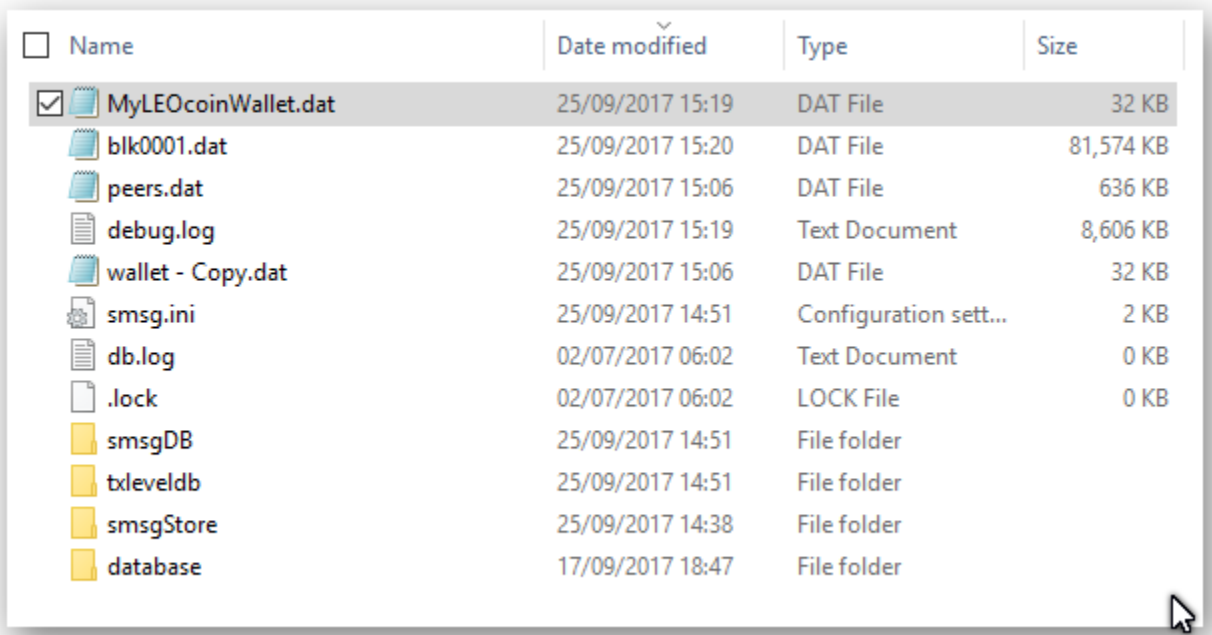 Name Date modified Type Size
MyLEOcoinWallet.dat 25/09/2017 15:19 DAT File 32 KB
blk0001.dat 25/09/2017 15:20 DAT File 81,574 KB
peers.dat 25/09/2017 15:06 DAT File 636 KB
debug.log 25/09/2017 15:19 Text Document 8,606 KB
wallet - Copy.dat 25/09/2017 15:06 DAT File 32 KB
smsg.ini 25/09/2017 14:51 Configuration sett... 2 KB
db.log 02/07/2017 06:02 Text Document 0 KB
.lock 02/07/2017 06:02 LOCK File 0 KB
smsgDB 25/09/2017 14:51 File folder
txleveldb 25/09/2017 14:51 File folder
smsgStore 25/09/2017 14:38 File folder
database 17/09/2017 18:47 File folder